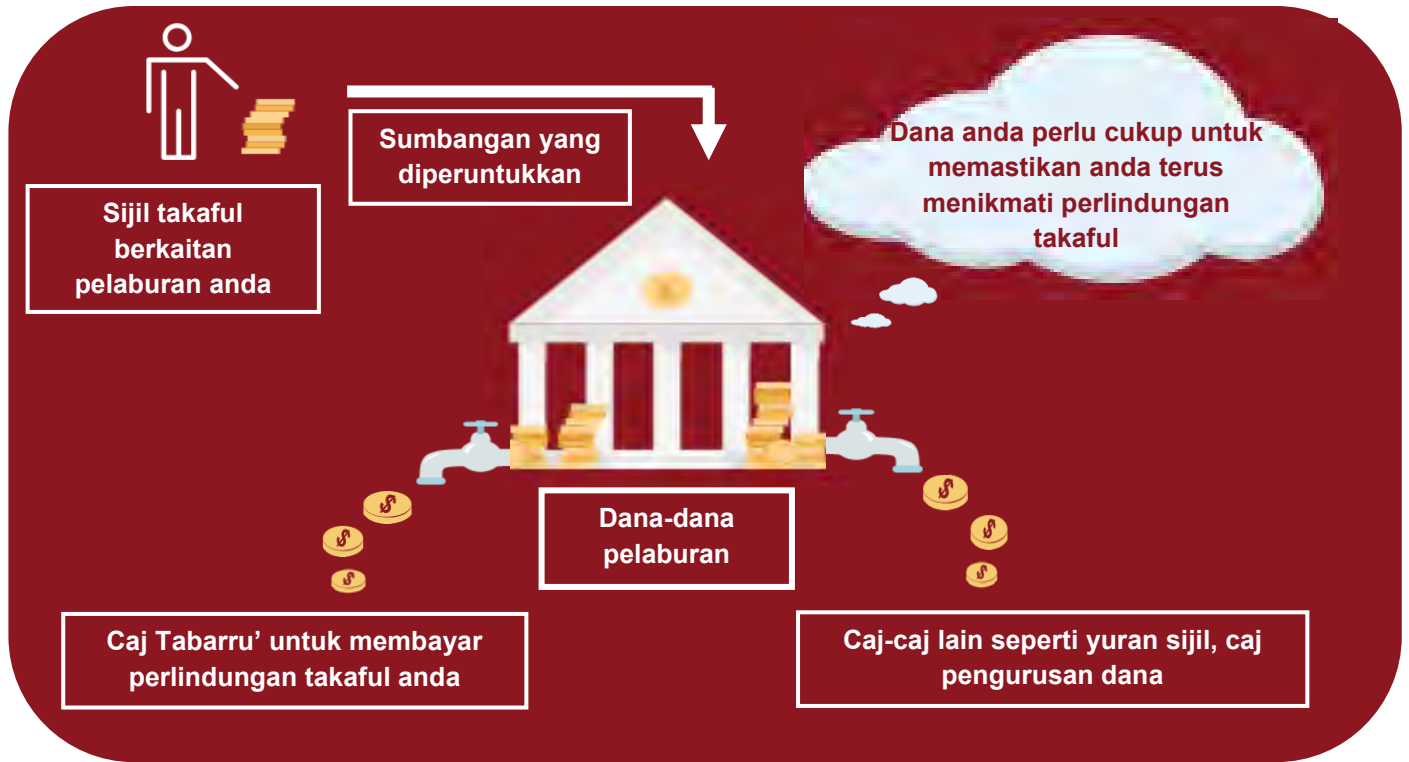 Sumbangan yang
diperuntukkan
Dana anda perlu cukup untuk
memastikan anda terus
menikmati perlindungan
takaful
Sijil takaful
berkaitan
pelaburan anda
Dana-dana
pelaburan
Caj Tabarru’ untuk membayar
perlindungan takaful anda
Caj-caj lain seperti yuran sijil, caj
pengurusan dana